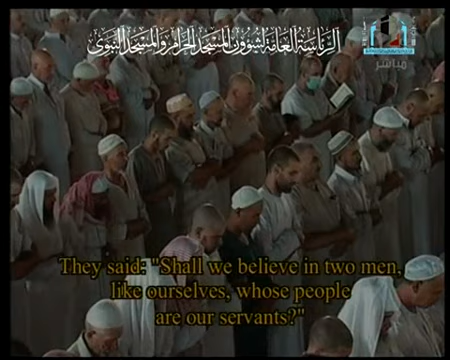 الرئاسة العامة لشؤون المسجد الحرام والمسجد النبوي
مباشر
They said: "Shall we believe in two men,
like ourselves, whose people
are our servants?"